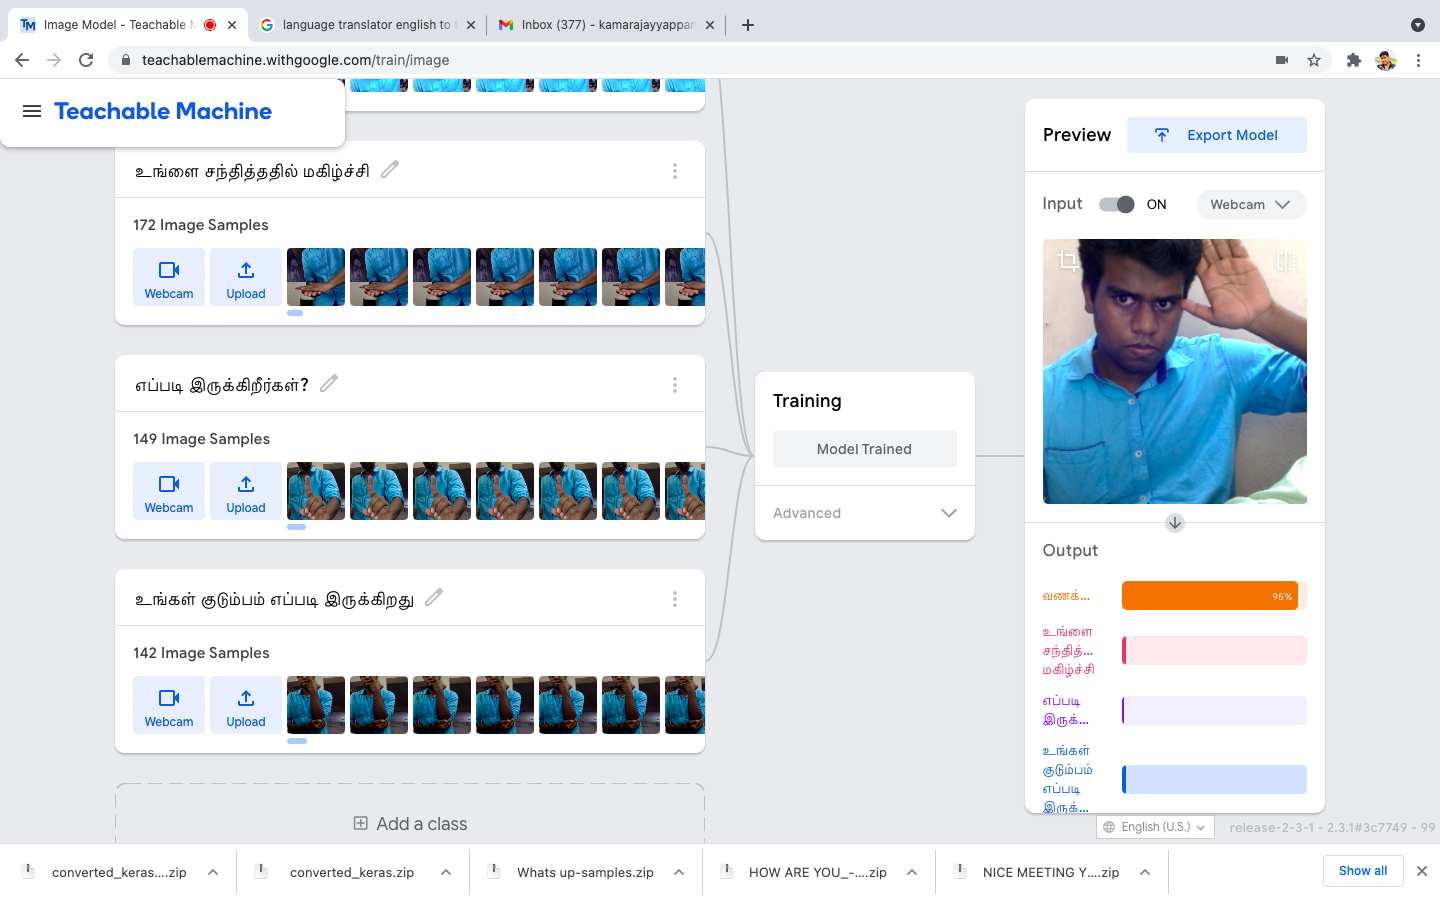 Image Model - Teachable M
language translator english to t
Inbox (377) - kamarajayyappan
teachablemachine.withgoogle.com/train/image
Teachable Machine
உங்ளை சந்தித்ததில் மகிழ்ச்சி
172 Image Samples
Webcam
Upload
எப்படி இருக்கிறீர்கள்?
149 Image Samples
Webcam
Upload
உங்கள் குடும்பம் எப்படி இருக்கிறது
142 Image Samples
Webcam
Upload
Add a class
Training
Model Trained
Advanced
Preview
Export Model
Input
ON
Webcam
Output
வணக்...
95%
உங்ளை
சந்தித்...
மகிழ்ச்சி
எப்படி
இருக்...
உங்கள்
குடும்பம்
எப்படி
இருக்...
English (U.S.)
release-2-3-1 - 2.3.1#3c7749 - 99
converted_keras....zip
converted_keras.zip
Whats up-samples.zip
HOW ARE YOU_-....zip
NICE MEETING Y....zip
Show all